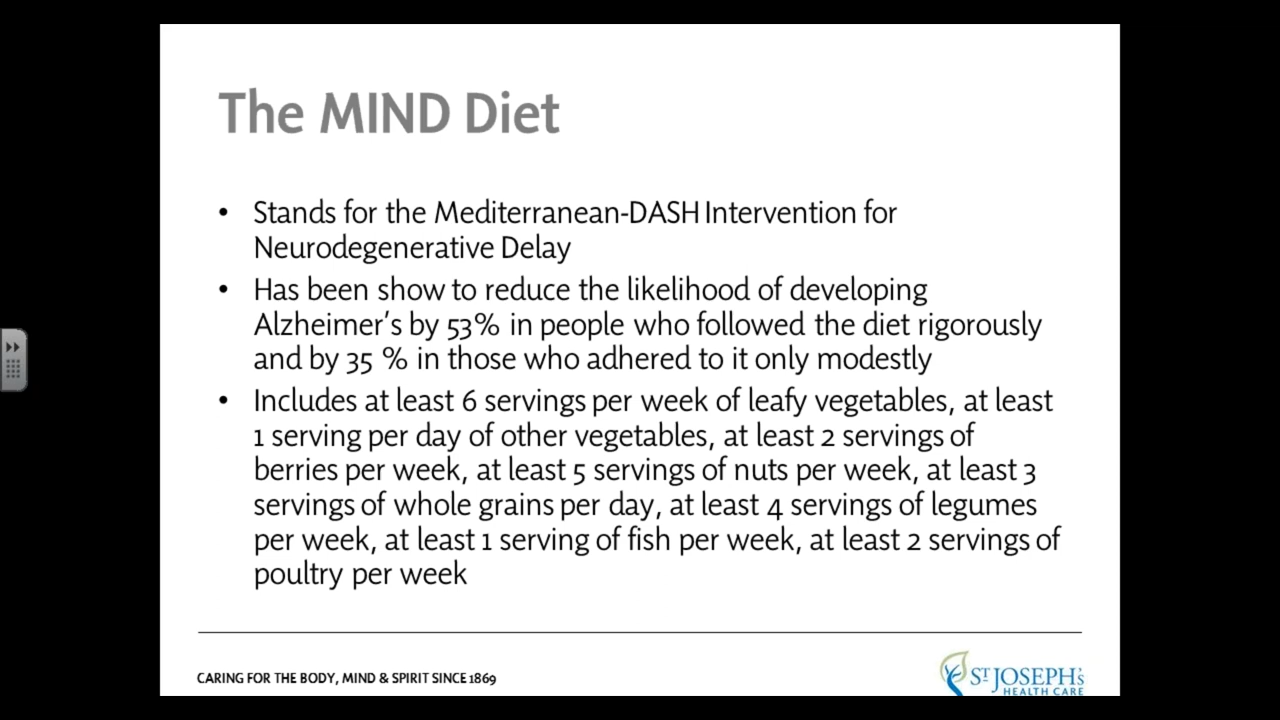 The MIND Diet
• Stands for the Mediterranean-DASH Intervention for
Neurodegenerative Delay
• Has been show to reduce the likelihood of developing
Alzheimer's by 53% in people who followed the diet rigorously
and by 35 % in those who adhered to it only modestly
• Includes at least 6 servings per week of leafy vegetables, at least
1 serving per day of other vegetables, at least 2 servings of
berries per week, at least 5 servings of nuts per week, at least 3
servings of whole grains per day, at least 4 servings of legumes
per week, at least 1 serving of fish per week, at least 2 servings of
poultry per week
CARING FOR THE BODY, MIND & SPIRIT SINCE 1869
ST JOSEPH'S
HEALTH CARE